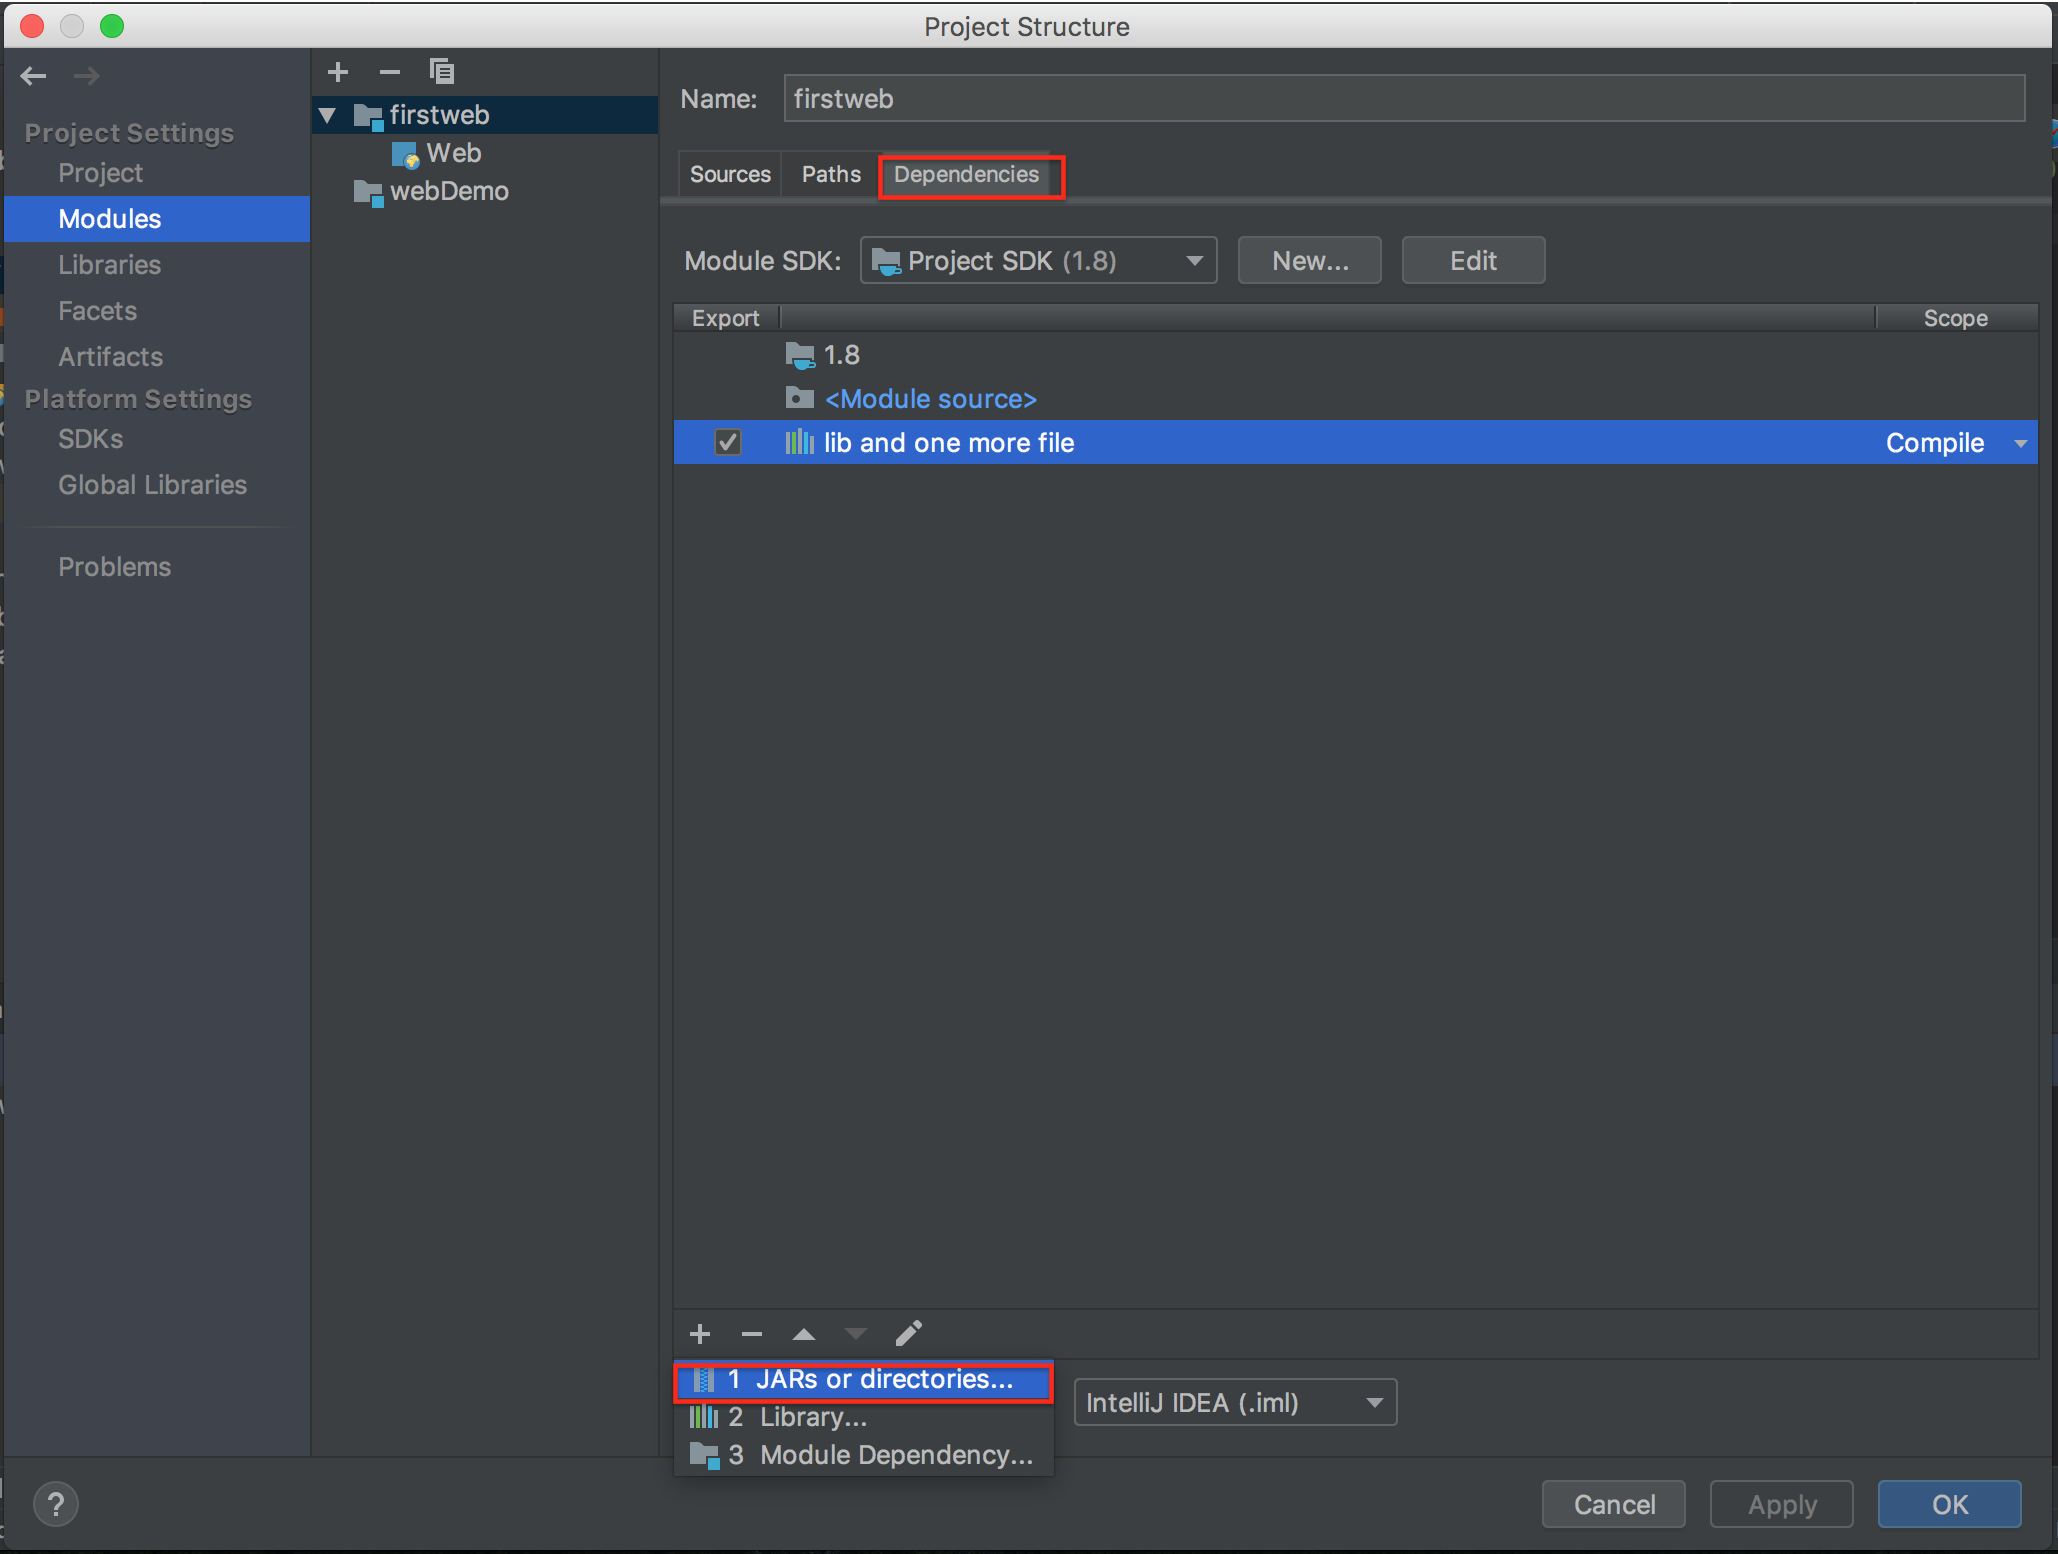 Project Structure
Project Settings
Project
Modules
Libraries
Facets
Artifacts
Platform Settings
SDKs
Global Libraries
Problems
firstweb
Web
webDemo
Name: firstweb
Sources Paths Dependencies
Module SDK: Project SDK (1.8) New... Edit
Export Scope
1.8
<Module source>
lib and one more file Compile
1 JARs or directories...
2 Library...
3 Module Dependency...
IntelliJ IDEA (.iml)
? Cancel Apply OK